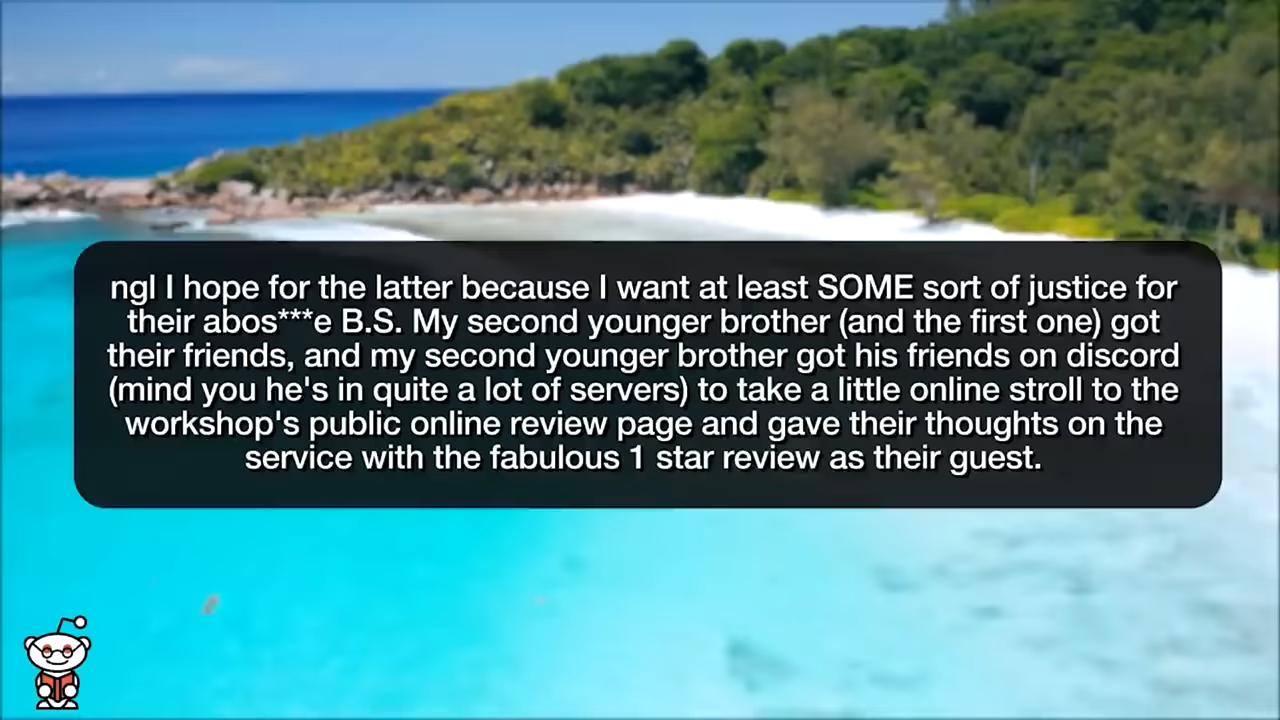 ngl I hope for the latter because I want at least SOME sort of justice for
their abos***e B.S. My second younger brother (and the first one) got
their friends, and my second younger brother got his friends on discord
(mind you he's in quite a lot of servers) to take a little online stroll to the
workshop's public online review page and gave their thoughts on the
service with the fabulous 1 star review as their guest.